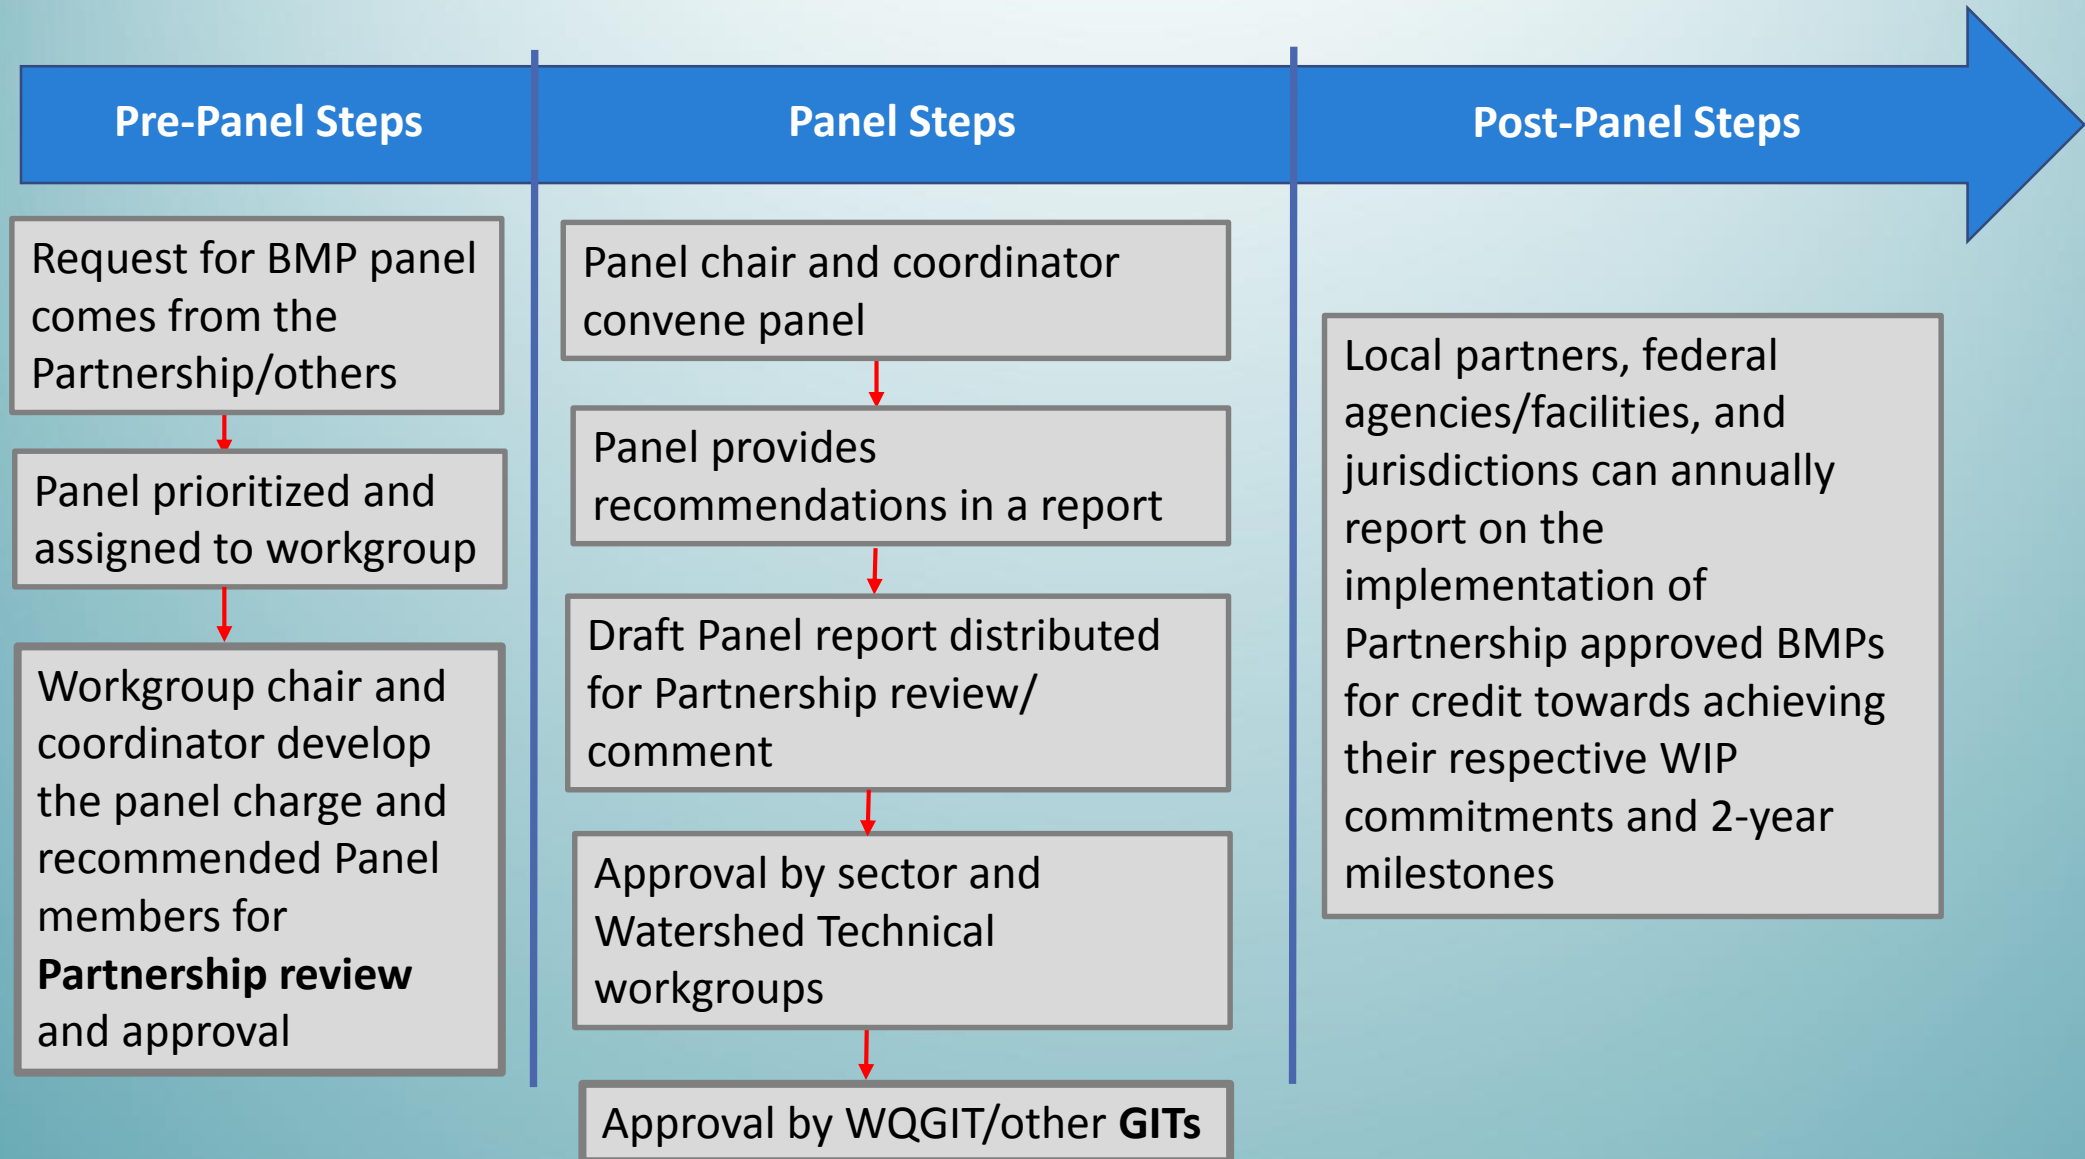 Pre-Panel Steps
Panel Steps
Post-Panel Steps
Request for BMP panel
comes from the
Partnership/others
Panel prioritized and
assigned to workgroup
Workgroup chair and
coordinator develop
the panel charge and
recommended Panel
members for
Partnership review
and approval
Panel chair and coordinator
convene panel
Panel provides
recommendations in a report
Draft Panel report distributed
for Partnership review/
comment
Approval by sector and
Watershed Technical
workgroups
Approval by WQGIT/other GITs
Local partners, federal
agencies/facilities, and
jurisdictions can annually
report on the
implementation of
Partnership approved BMPs
for credit towards achieving
their respective WIP
commitments and 2-year
milestones